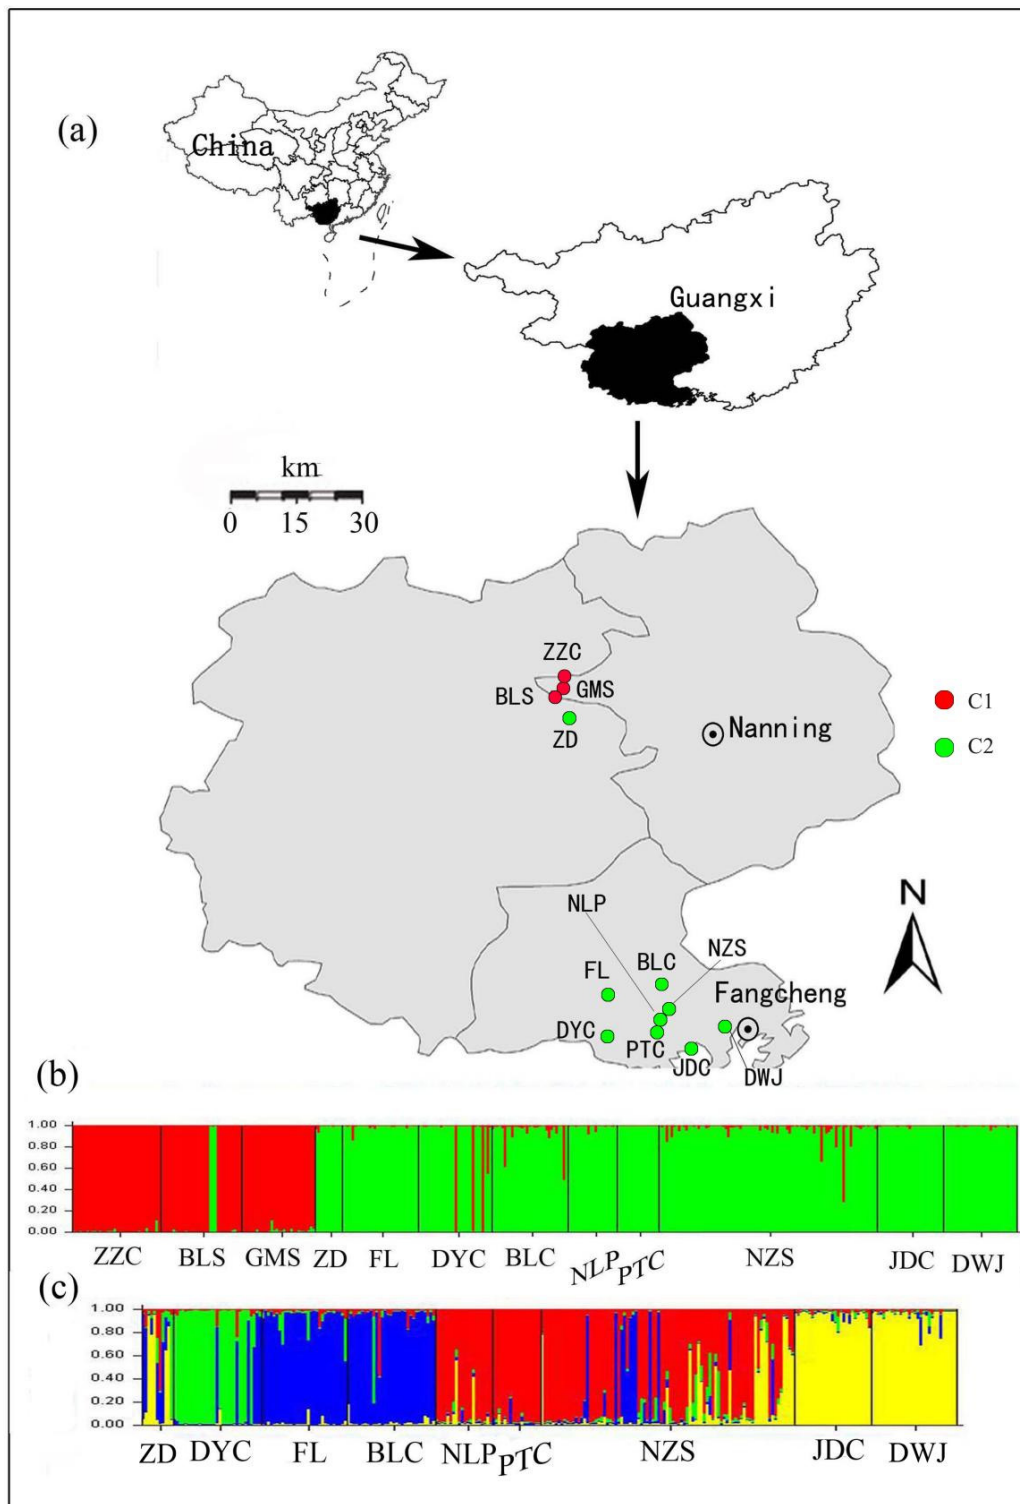 (a)
China
Guangxi
km
0 15 30
ZZC
BLS
GMS
ZD
Nanning
C1
C2
N
NLP
NZS
BLC
FL
Fangcheng
DYC
PTC
JDC
DWJ
(b)
1.00
0.80
0.60
0.40
0.20
0.00
ZZC BLS GMS ZD FL DYC BLC NLP PTC NZS JDC DWJ
(c)
1.00
0.80
0.60
0.40
0.20
0.00
ZD DYC FL BLC NLP PTC NZS JDC DWJ